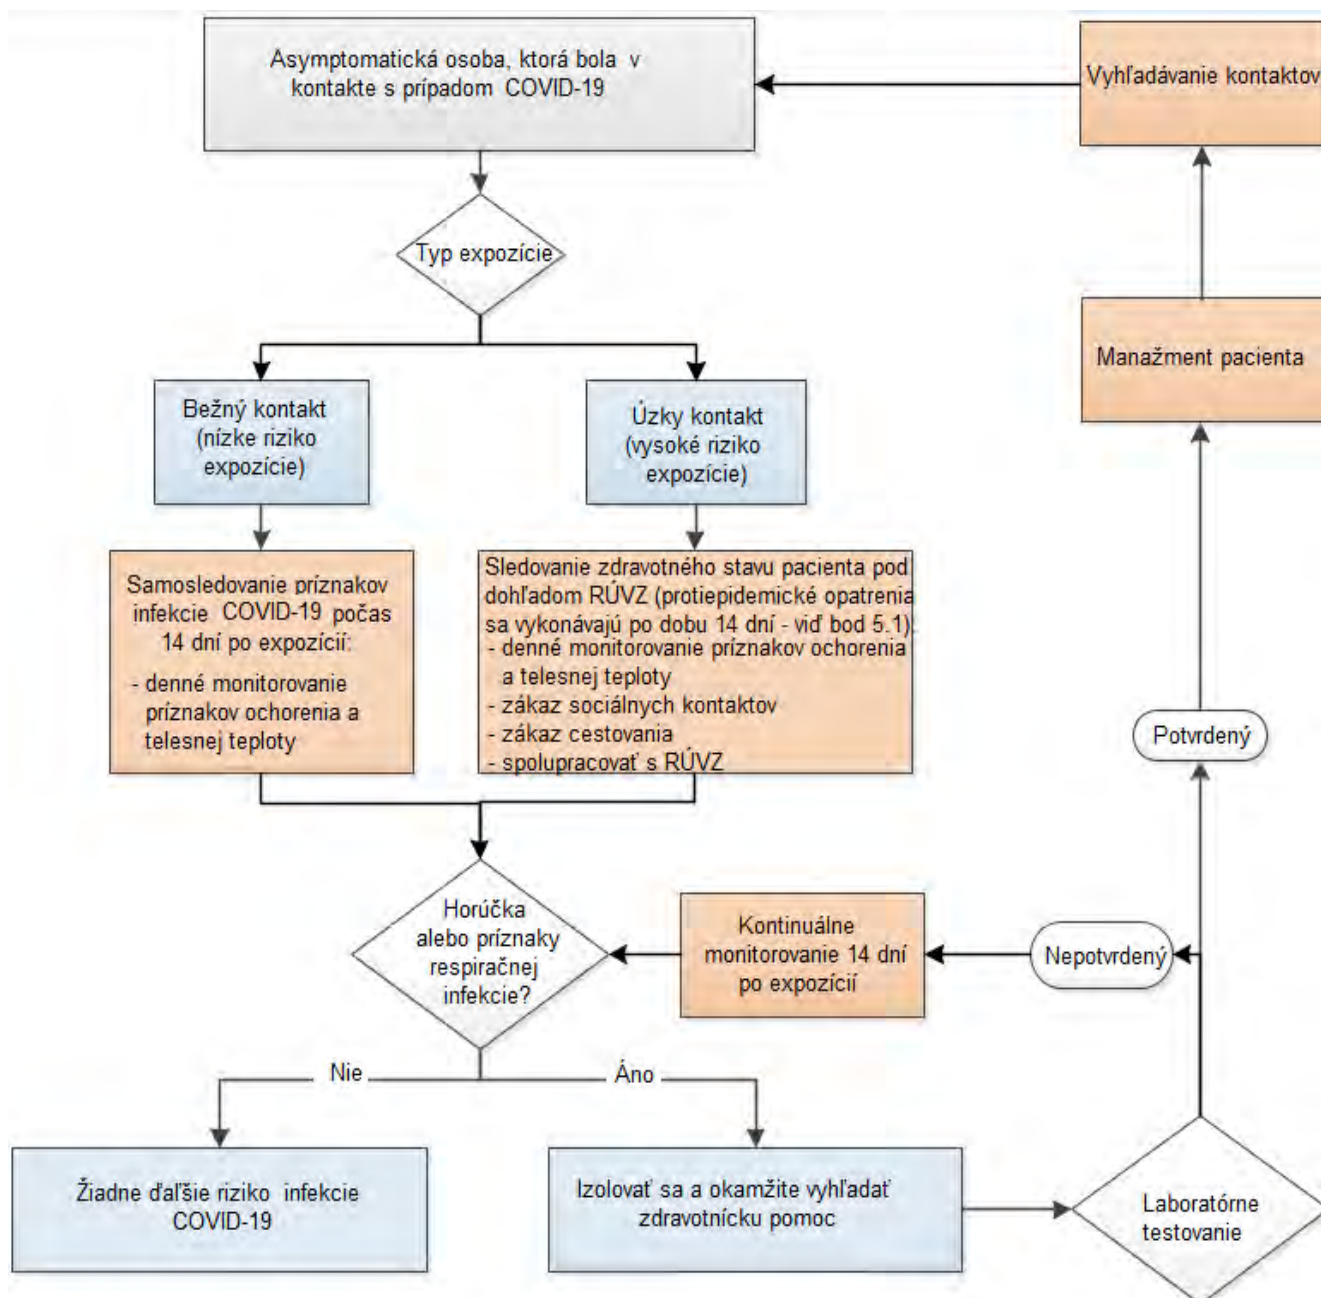 Asymptomatická osoba, ktorá bola v
kontakte s prípadom COVID-19
Vyhľadávanie kontaktov
Typ expozície
Manažment pacienta
Bežný kontakt
(nízke riziko
expozície)
Úzky kontakt
(vysoké riziko
expozície)
Samosledovanie príznakov
infekcie COVID-19 počas
14 dní po expozícií:
- denné monitorovanie
príznakov ochorenia a
telesnej teploty
Sledovanie zdravotného stavu pacienta pod
dohľadom RÚVZ (protiepidemické opatrenia
sa vykonávajú po dobu 14 dní - viď bod 5.1)
- denné monitorovanie príznakov ochorenia
a telesnej teploty
- zákaz sociálnych kontaktov
- zákaz cestovania
- spolupracovať s RÚVZ
Potvrdený
Horúčka
alebo príznaky
respiračnej
infekcie?
Kontinuálne
monitorovanie 14 dní
po expozícií
Nepotvrdený
Nie
Áno
Žiadne ďaľšie riziko infekcie
COVID-19
Izolovať sa a okamžite vyhľadať
zdravotnícku pomoc
Laboratórne
testovanie